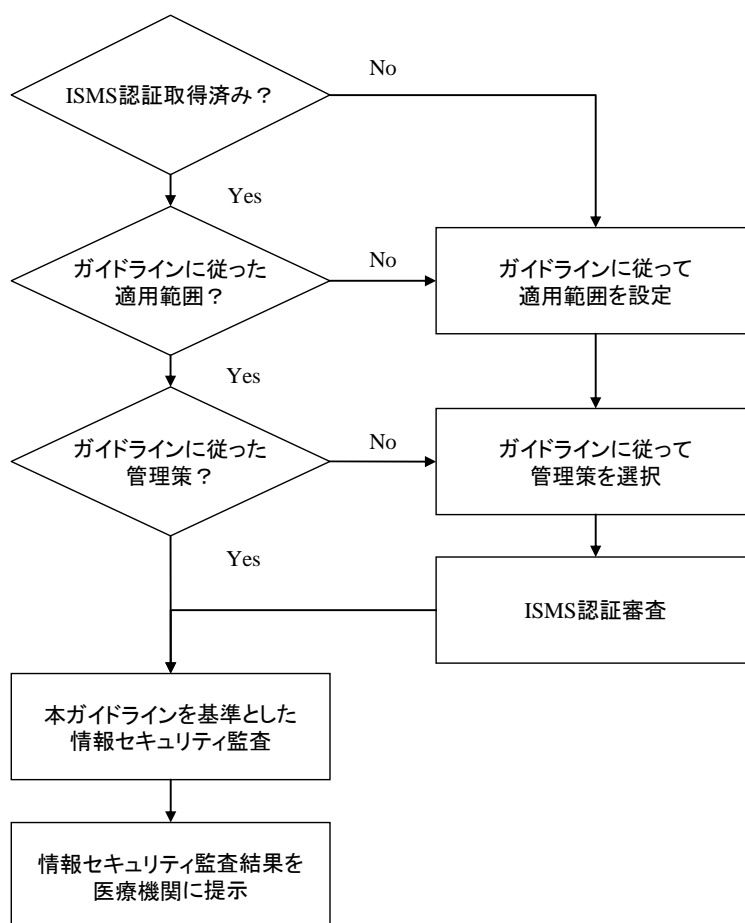 ISMS認証取得済み？
No
Yes
ガイドラインに従った
適用範囲？
No
ガイドラインに従って
適用範囲を設定
Yes
ガイドラインに従った
管理策？
No
ガイドラインに従って
管理策を選択
Yes
ISMS認証審査
本ガイドラインを基準とした
情報セキュリティ監査
情報セキュリティ監査結果を
医療機関に提示